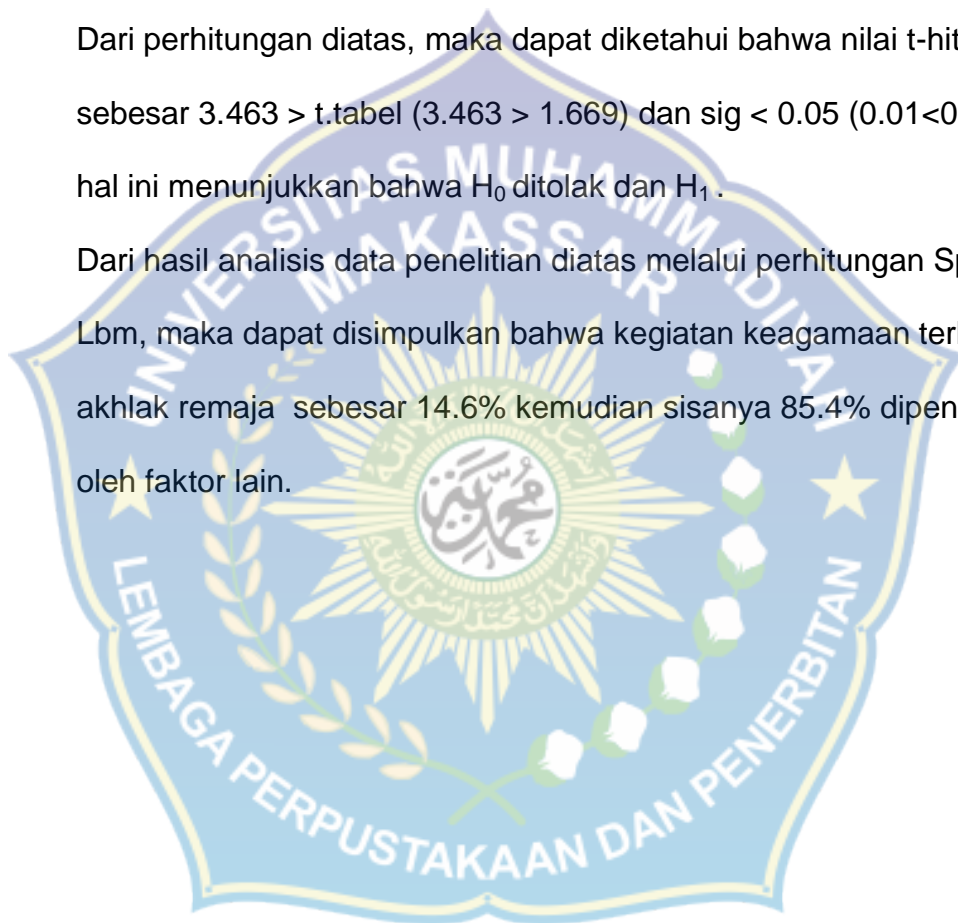 Dari perhitungan diatas, maka dapat diketahui bahwa nilai t-hit
sebesar 3.463 > t.tabel (3.463 > 1.669) dan sig < 0.05 (0.01<0
hal ini menunjukkan bahwa H₀ ditolak dan H₁ .
Dari hasil analisis data penelitian diatas melalui perhitungan Sp
Lbm, maka dapat disimpulkan bahwa kegiatan keagamaan terl
akhlak remaja sebesar 14.6% kemudian sisanya 85.4% dipen
oleh faktor lain.
UNIVERSITAS MUHAMMADIYAH
MAKASSAR
LEMBAGA PERPUSTAKAAN DAN PENERBITAN